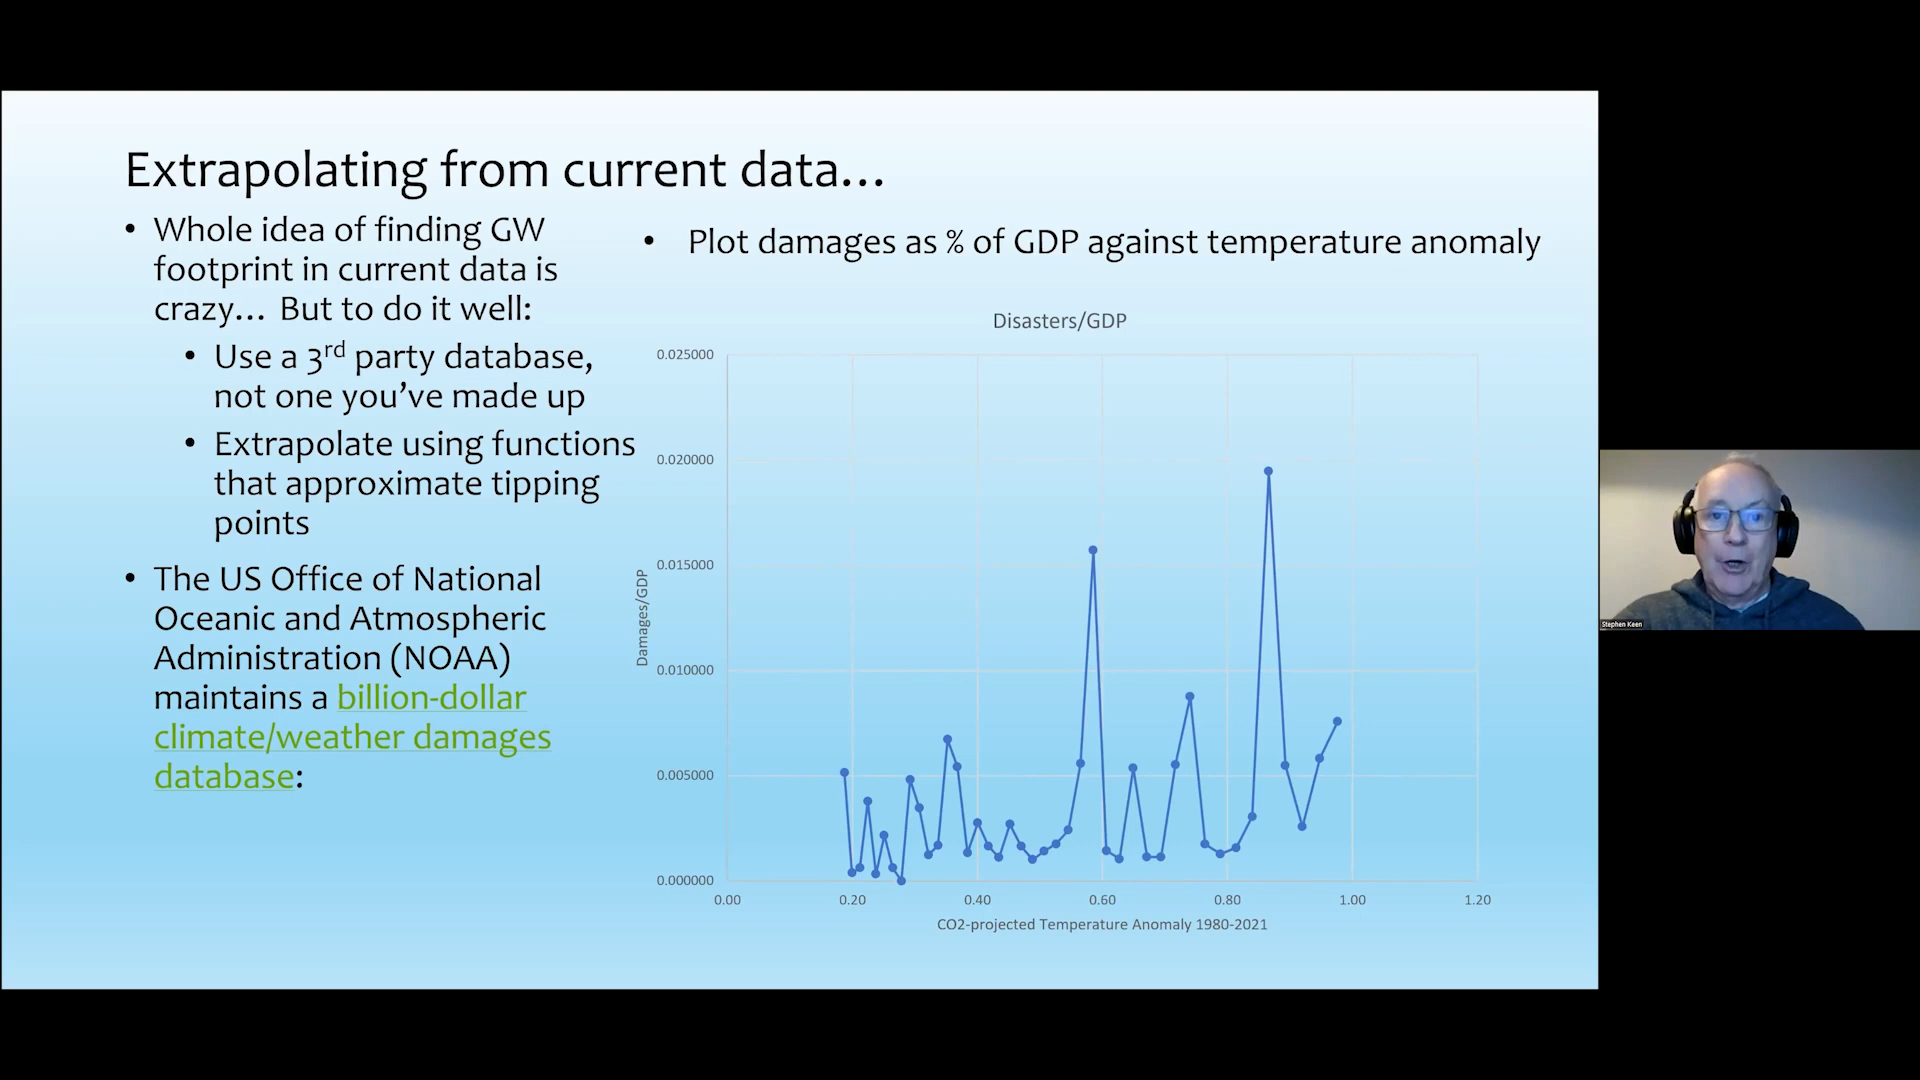 Extrapolating from current data…
• Whole idea of finding GW
footprint in current data is
crazy… But to do it well:
• Use a 3rd party database,
not one you’ve made up
• Extrapolate using functions
that approximate tipping
points
• The US Office of National
Oceanic and Atmospheric
Administration (NOAA)
maintains a billion-dollar
climate/weather damages
database:
• Plot damages as % of GDP against temperature anomaly
Disasters/GDP
Damages/GDP
0.025000
0.020000
0.015000
0.010000
0.005000
0.000000
0.00 0.20 0.40 0.60 0.80 1.00 1.20
CO2-projected Temperature Anomaly 1980-2021
Stephen Keen